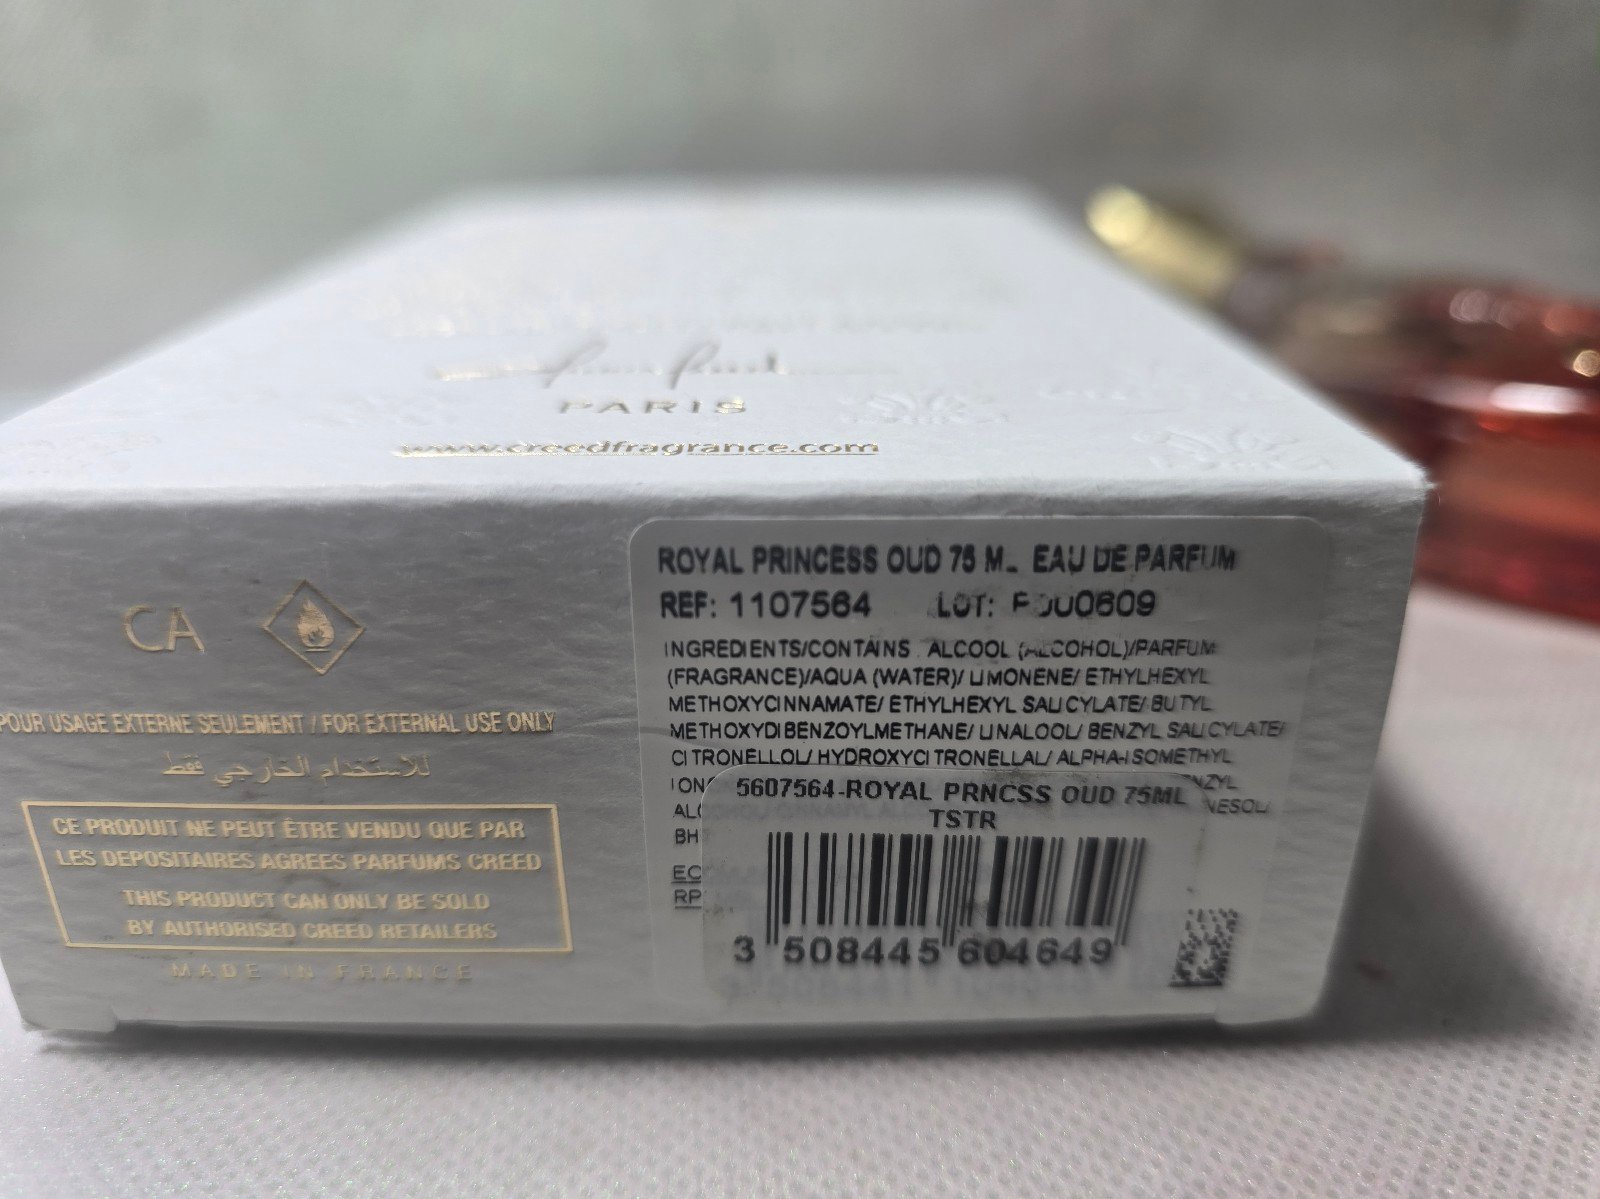 PARIS
www.creedfragrance.com
CA
POUR USAGE EXTERNE SEULEMENT / FOR EXTERNAL USE ONLY
للاستخدام الخارجي فقط
CE PRODUIT NE PEUT ÊTRE VENDU QUE PAR
LES DEPOSITAIRES AGREES PARFUMS CREED
THIS PRODUCT CAN ONLY BE SOLD
BY AUTHORISED CREED RETAILERS
MADE IN FRANCE
ROYAL PRINCESS OUD 75 ML EAU DE PARFUM
REF: 1107564 LOT:
INGREDIENTS/CONTAINS ALCOOL (ALCOHOL)/PARFUM
(FRAGRANCE)/AQUA (WATER)/ LIMONENE/ ETHYLHEXYL
METHOXYCINNAMATE/ ETHYLHEXYL SALICYLATE/ BUTYL
METHOXYDIBENZOYLMETHANE/ LINALOOL/ BENZYL SALICYLATE/
CITRONELLOL/ HYDROXYCITRONELLAL/ ALPHA-ISOMETHYL
5607564-ROYAL PRNCSS OUD 75ML
TSTR
3 508445 604649